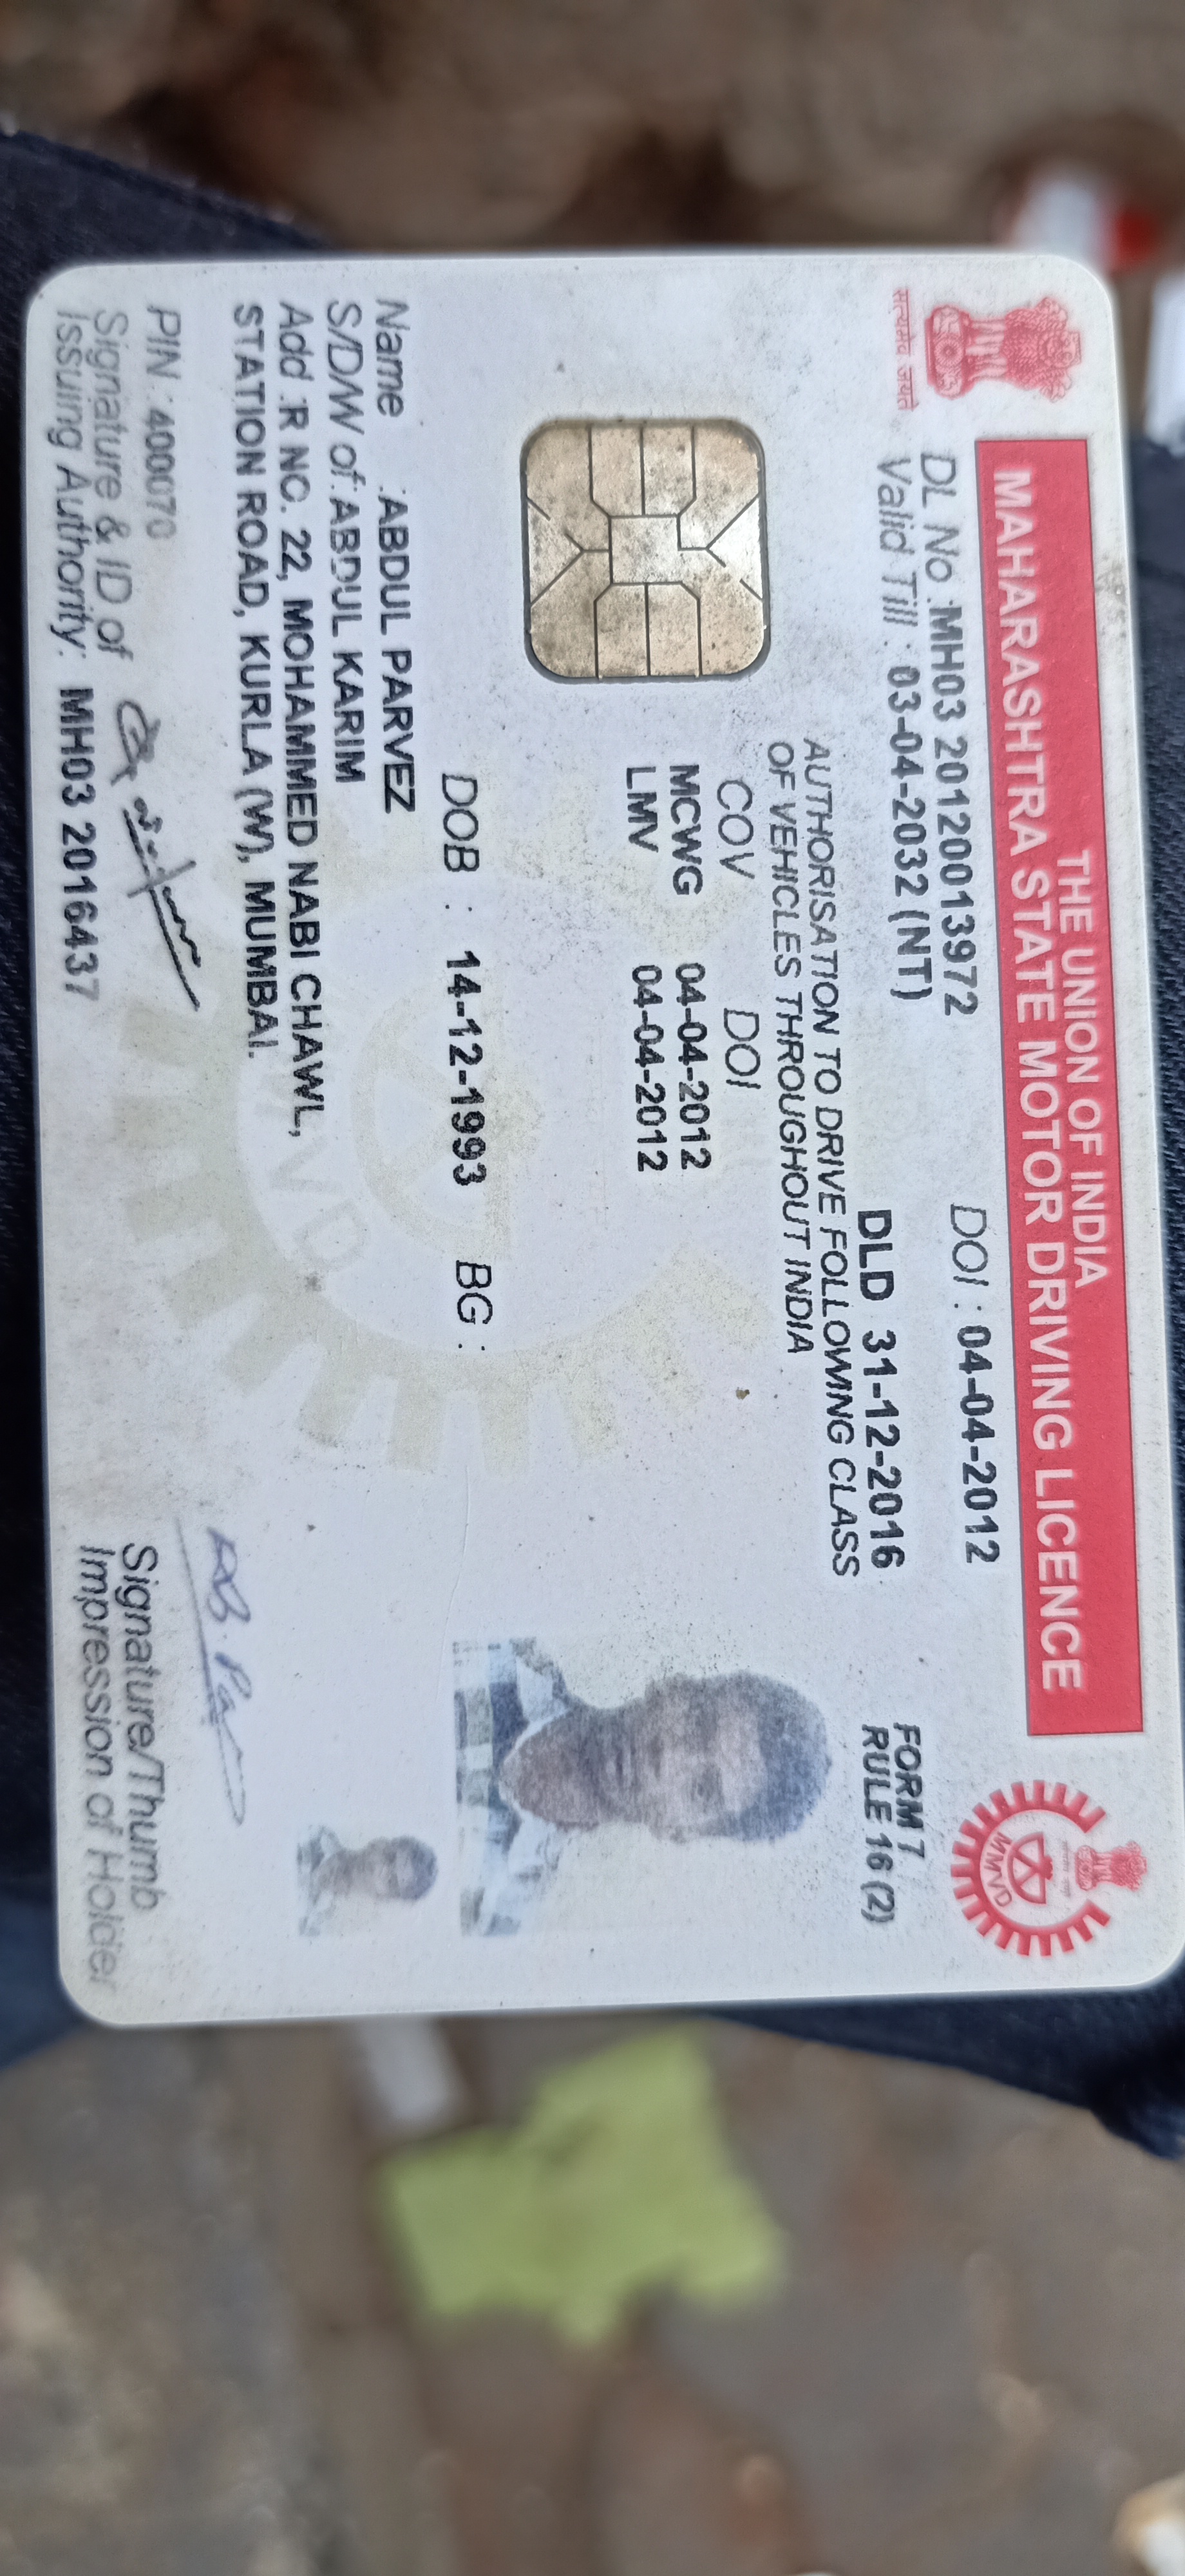 THE UNION OF INDIA
MAHARASHTRA STATE MOTOR DRIVING LICENCE
सत्यमेव जयते
DL No :MH03 20120013972 DOI : 04-04-2012
Valid Till : 03-04-2032 (NT) DLD 31-12-2016
FORM 7
RULE 16 (2)
MMVD
AUTHORISATION TO DRIVE FOLLOWING CLASS
OF VEHICLES THROUGHOUT INDIA
COV DOI
MCWG 04-04-2012
LMV 04-04-2012
DOB : 14-12-1993 BG :
Name :ABDUL PARVEZ
S/D/W of:ABDUL KARIM
Add :R NO. 22, MOHAMMED NABI CHAWL,
STATION ROAD, KURLA (W), MUMBAI.
PIN :400070
Signature & ID of
Issuing Authority: MH03 2016437
Signature/Thumb
Impression of Holder